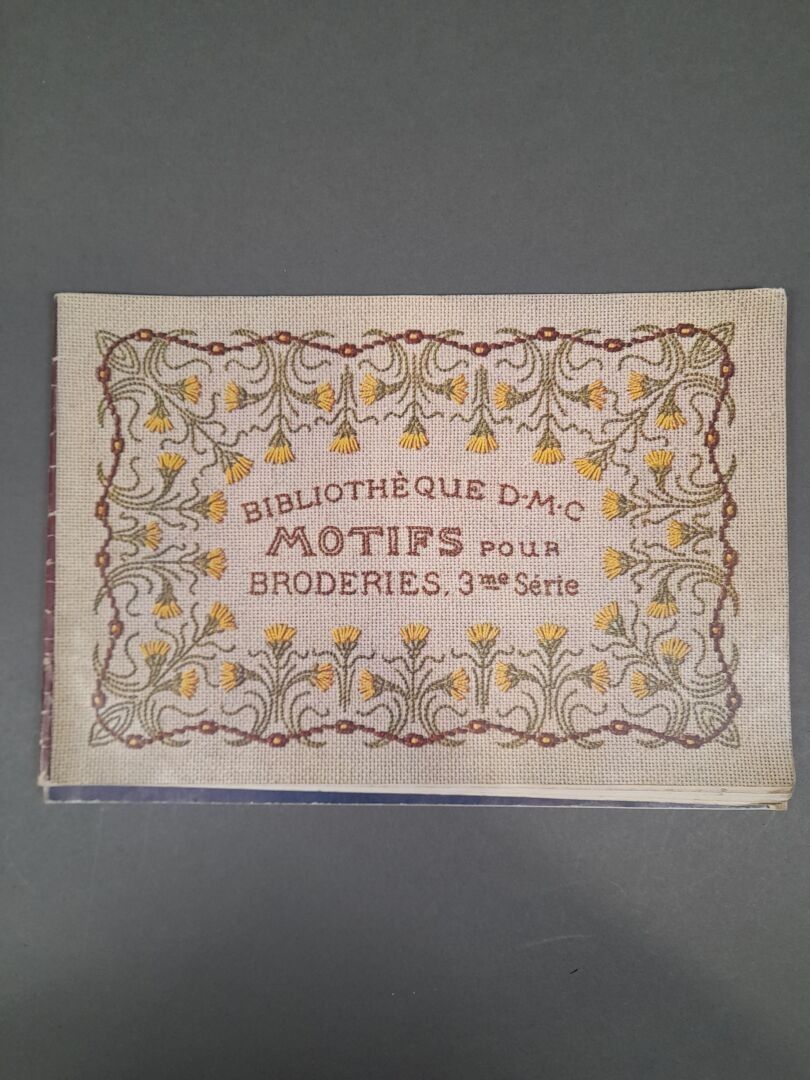 BIBLIOTHÈQUE D·M·C
MOTIFS POUR
BRODERIES, 3me Série